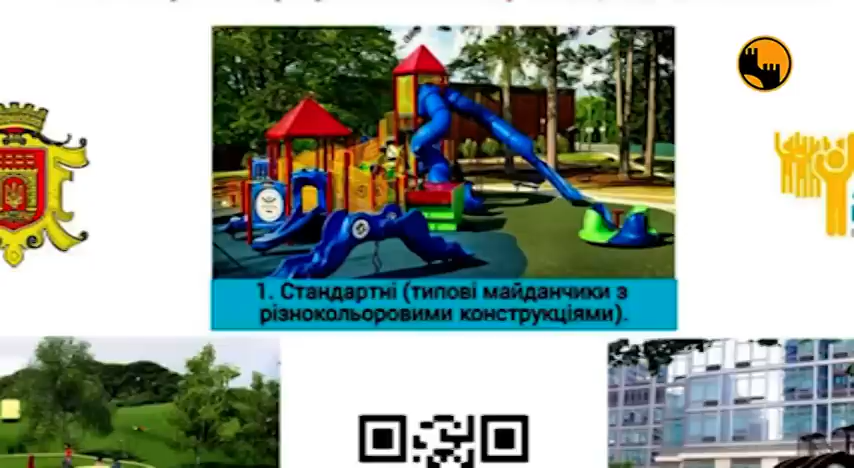 1. Стандартні (типові майданчики з
різнокольоровими конструкціями).